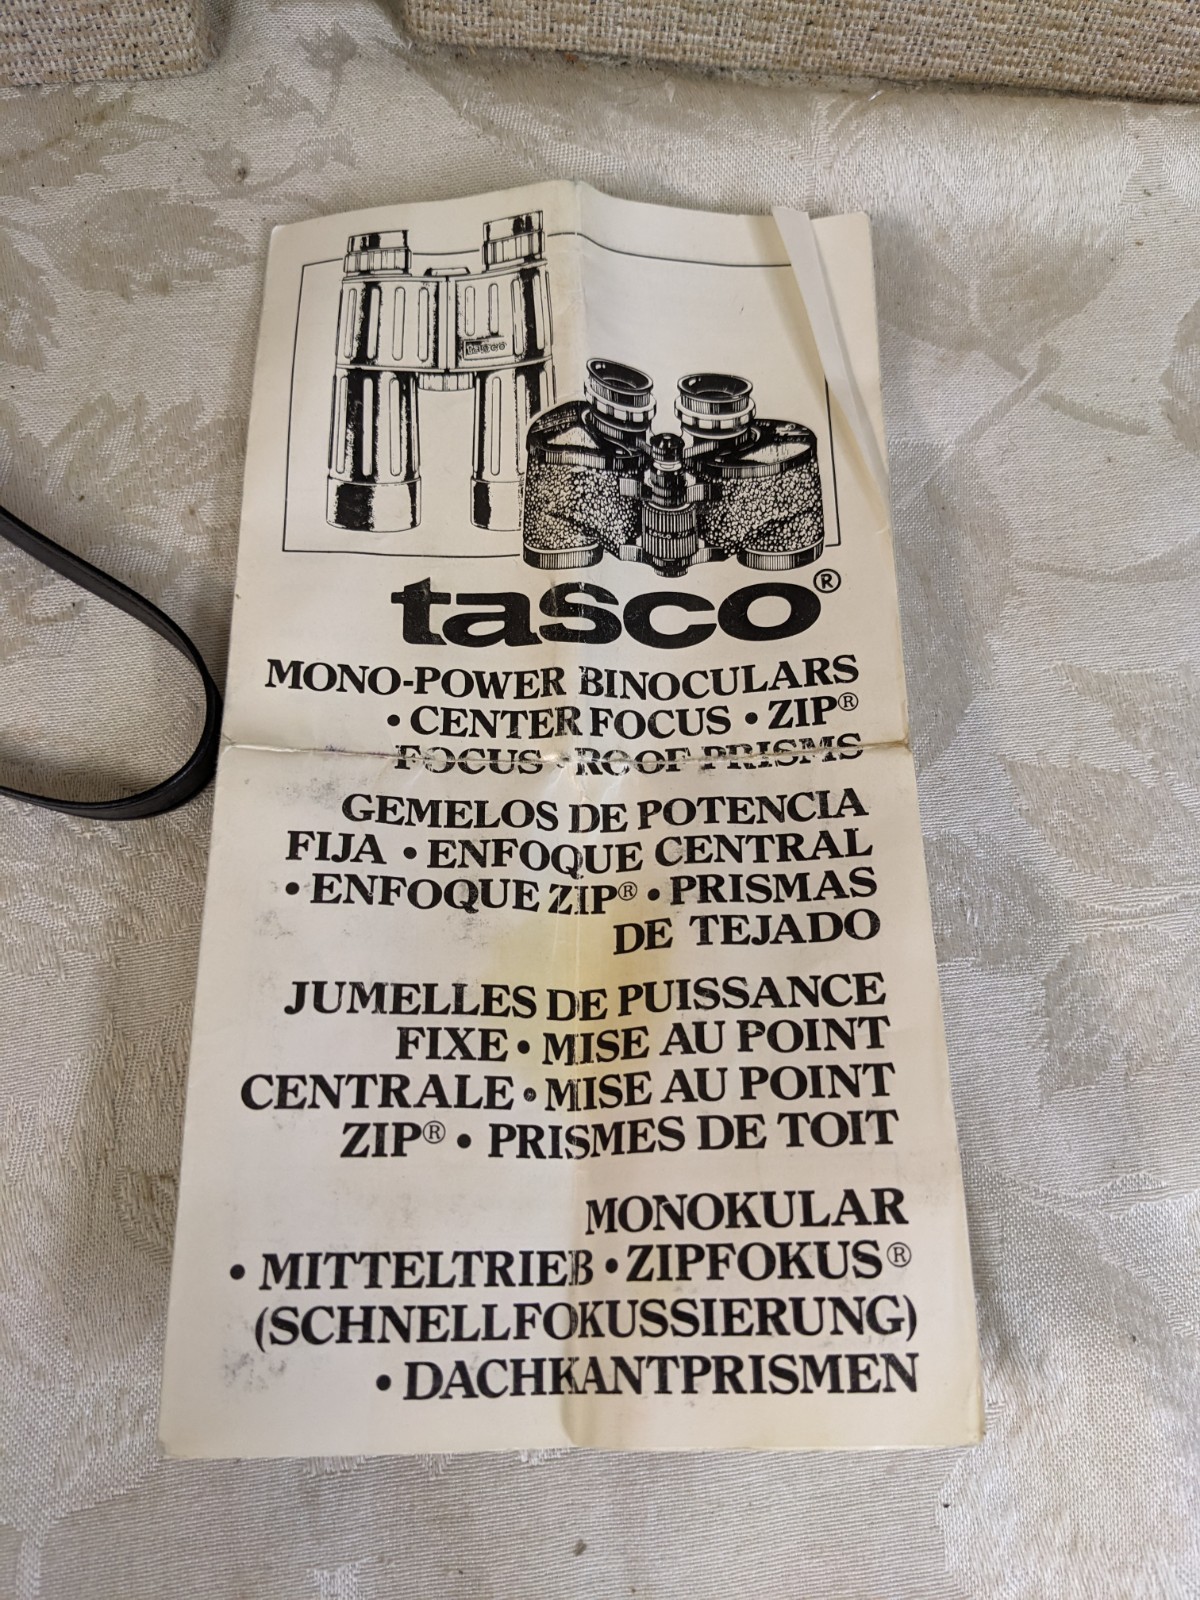 tasco
tasco®
MONO-POWER BINOCULARS
• CENTER FOCUS • ZIP®
FOCUS • ROOF PRISMS
GEMELOS DE POTENCIA
FIJA • ENFOQUE CENTRAL
• ENFOQUE ZIP® • PRISMAS
DE TEJADO
JUMELLES DE PUISSANCE
FIXE • MISE AU POINT
CENTRALE • MISE AU POINT
ZIP® • PRISMES DE TOIT
MONOKULAR
• MITTELTRIEB • ZIPFOKUS®
(SCHNELLFOKUSSIERUNG)
• DACHKANTPRISMEN